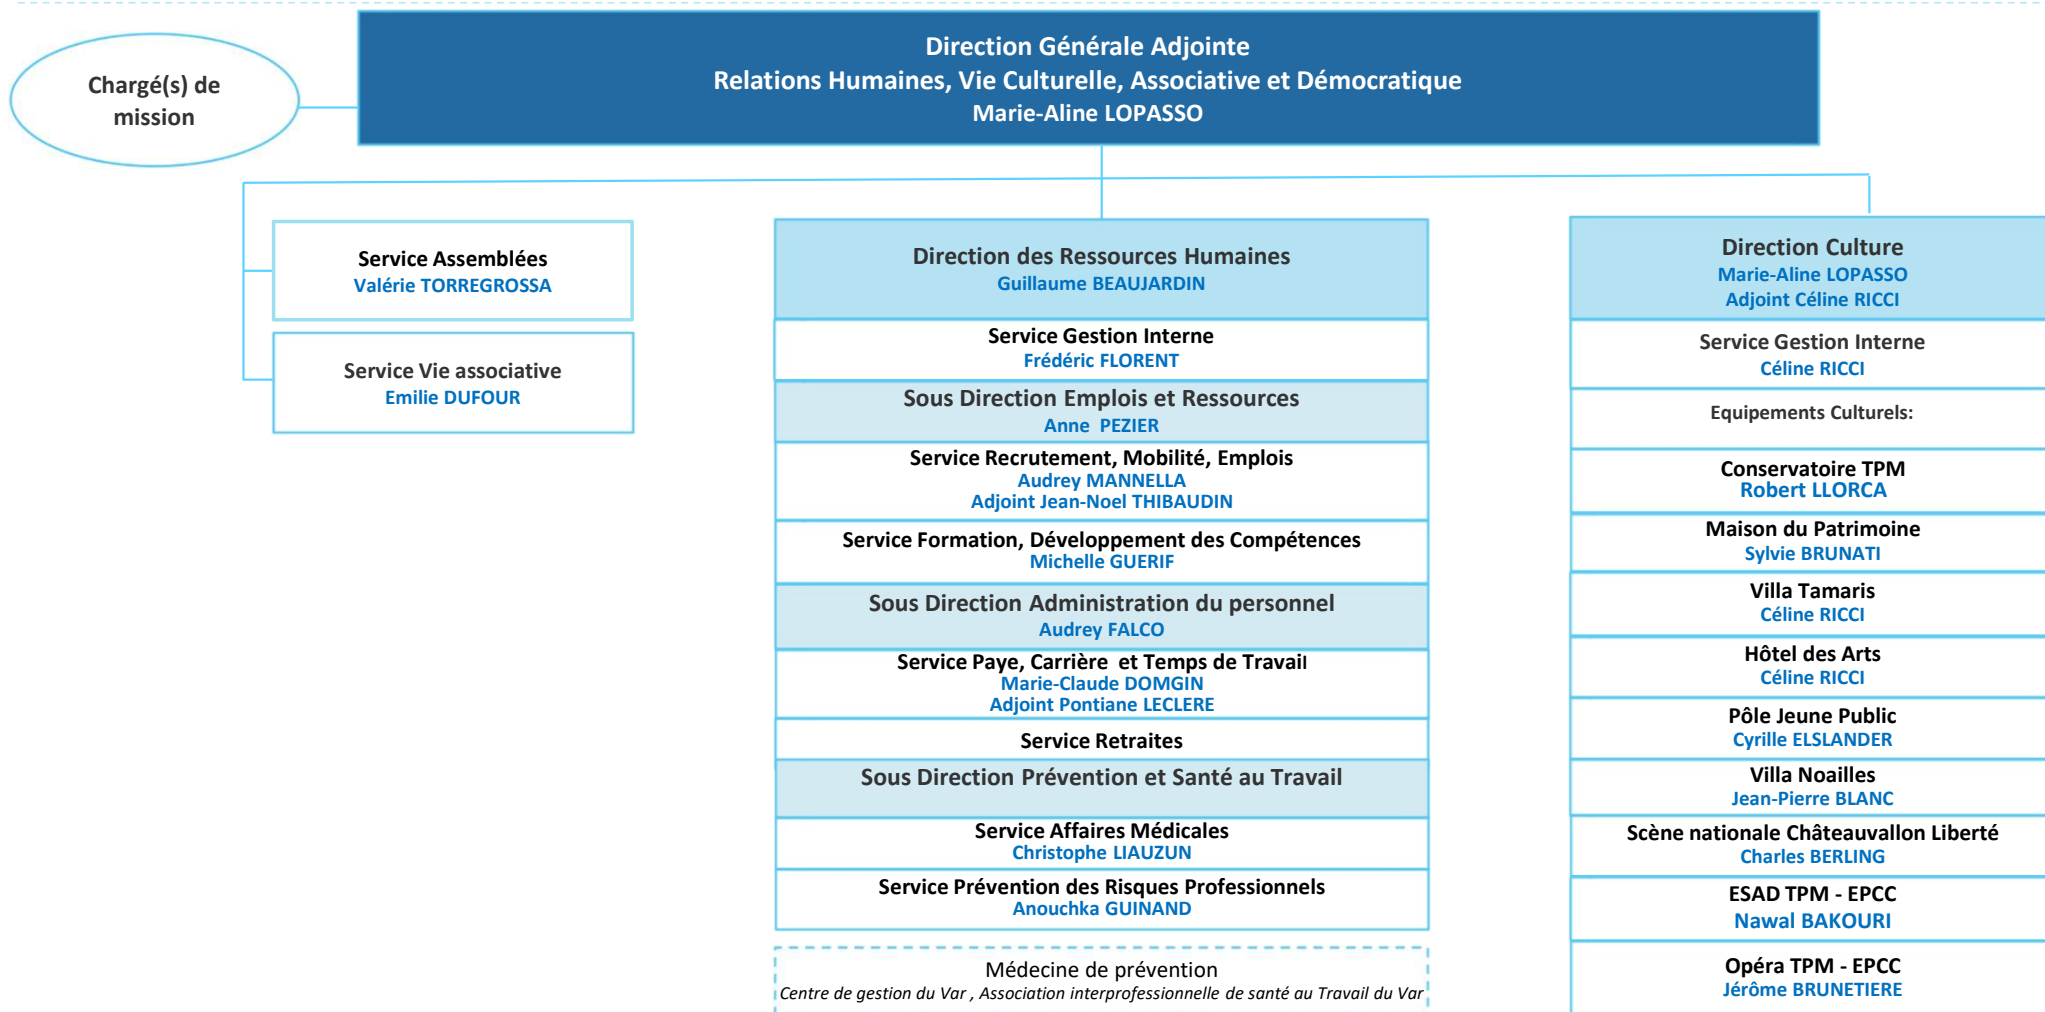 Chargé(s) de
mission
Direction Générale Adjointe
Relations Humaines, Vie Culturelle, Associative et Démocratique
Marie-Aline LOPASSO
Service Assemblées
Valérie TORREGROSSA
Service Vie associative
Emilie DUFOUR
Direction des Ressources Humaines
Guillaume BEAUJARDIN
Service Gestion Interne
Frédéric FLORENT
Sous Direction Emplois et Ressources
Anne PEZIER
Service Recrutement, Mobilité, Emplois
Audrey MANNELLA
Adjoint Jean-Noel THIBAUDIN
Service Formation, Développement des Compétences
Michelle GUERIF
Sous Direction Administration du personnel
Audrey FALCO
Service Paye, Carrière et Temps de Travail
Marie-Claude DOMGIN
Adjoint Pontiane LECLERE
Service Retraites
Sous Direction Prévention et Santé au Travail
Service Affaires Médicales
Christophe LIAUZUN
Service Prévention des Risques Professionnels
Anouchka GUINAND
Médecine de prévention
Centre de gestion du Var , Association interprofessionnelle de santé au Travail du Var
Direction Culture
Marie-Aline LOPASSO
Adjoint Céline RICCI
Service Gestion Interne
Céline RICCI
Equipements Culturels:
Conservatoire TPM
Robert LLORCA
Maison du Patrimoine
Sylvie BRUNATI
Villa Tamaris
Céline RICCI
Hôtel des Arts
Céline RICCI
Pôle Jeune Public
Cyrille ELSLANDER
Villa Noailles
Jean-Pierre BLANC
Scène nationale Châteauvallon Liberté
Charles BERLING
ESAD TPM - EPCC
Nawal BAKOURI
Opéra TPM - EPCC
Jérôme BRUNETIERE